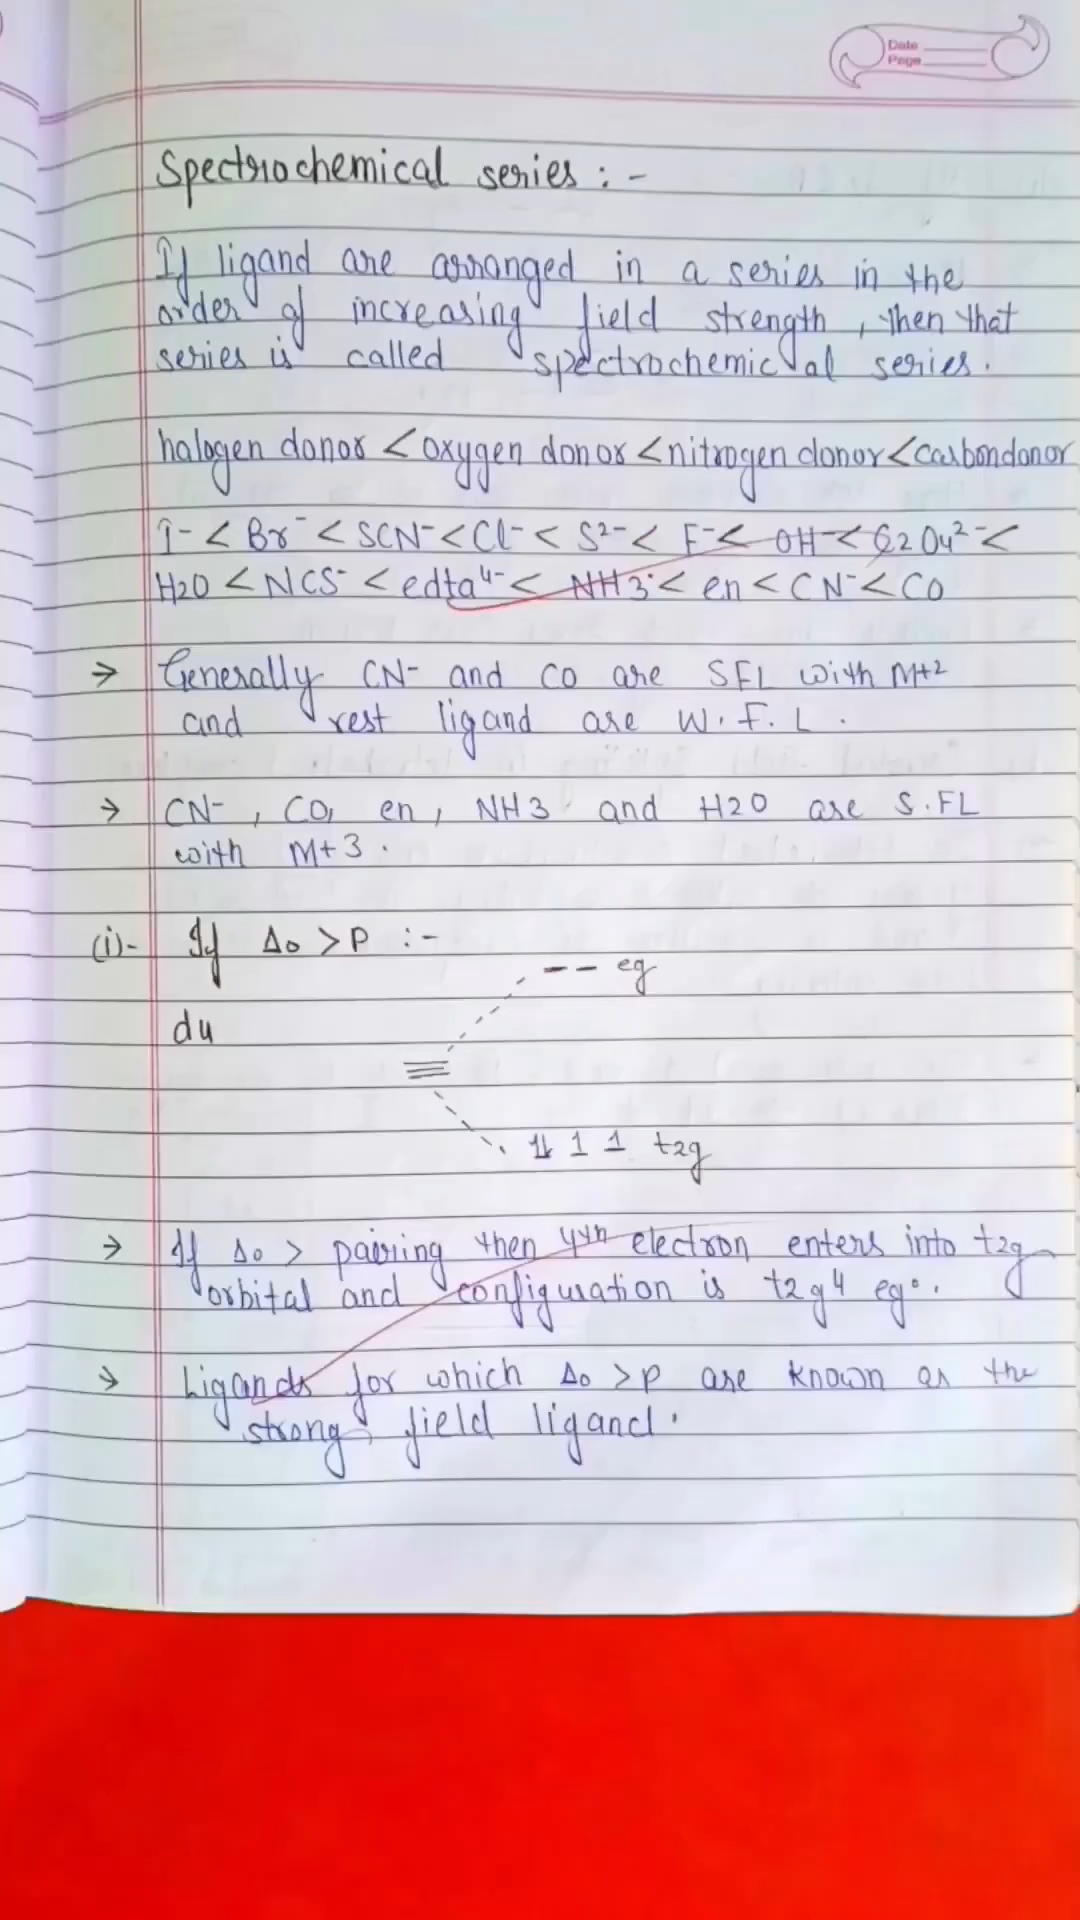 Date
Page
Spectrochemical series : -
If ligand are arranged in a series in the
order of increasing field strength , then that
series is called spectrochemical series.
halogen donor < oxygen donor < nitrogen donor < carbon donor
I- < Br- < SCN- < Cl- < S2- < F- < OH- < C2O4 2- <
H2O < NCS- < edta4- < NH3 < en < CN- < CO
→ Generally CN- and CO are SFL with M+2
and rest ligand are W.F.L .
→ CN- , CO, en, NH3 and H2O are S.FL
with M+3 .
(i)- If Δo > P :-
-- eg
d4
1⇂ 1 1 t2g
→ If Δo > pairing then 4th electron enters into t2g
orbital and configuration is t2g4 eg°.
→ Ligands for which Δo > P are known as the
strong field ligand.